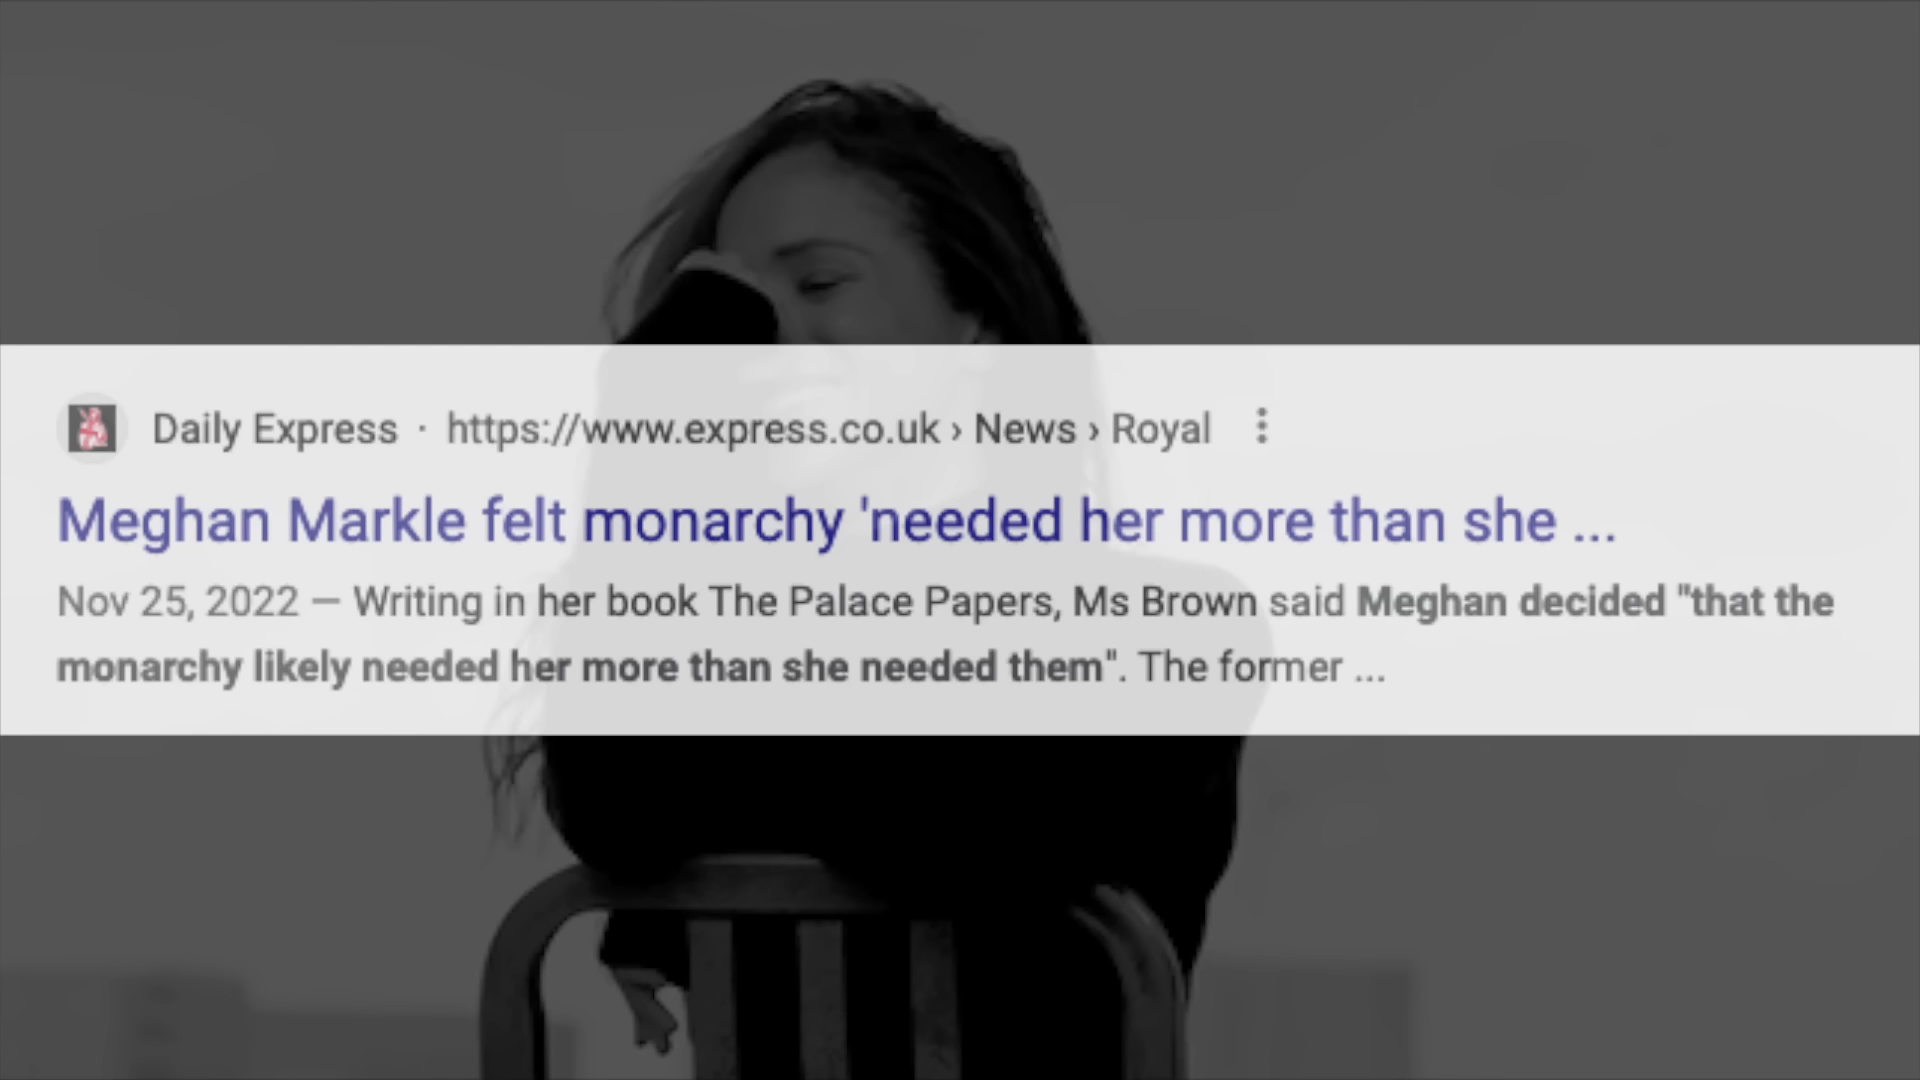 Daily Express · https://www.express.co.uk › News › Royal
Meghan Markle felt monarchy 'needed her more than she ...
Nov 25, 2022 — Writing in her book The Palace Papers, Ms Brown said Meghan decided "that the
monarchy likely needed her more than she needed them". The former ...